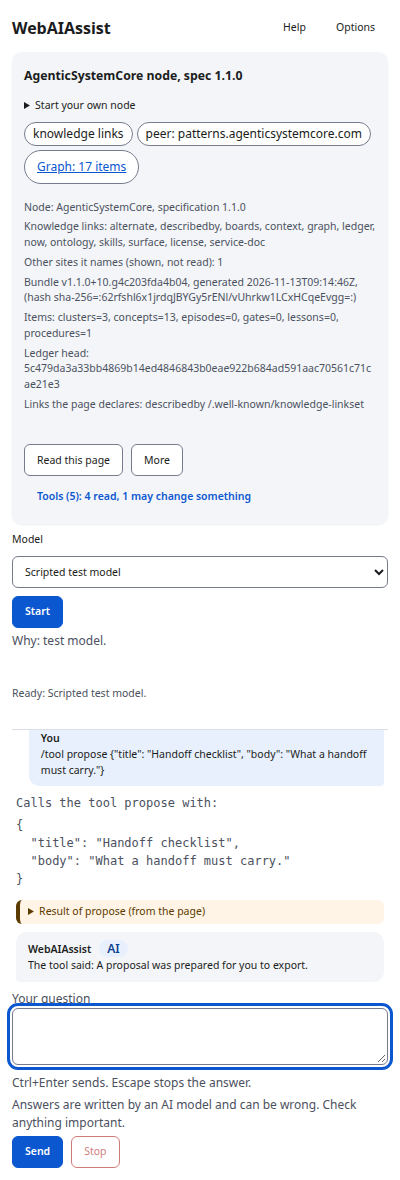 WebAIAssist
Help
Options
AgenticSystemCore node, spec 1.1.0
Start your own node
knowledge links
peer: patterns.agenticsystemcore.com
Graph: 17 items
Node: AgenticSystemCore, specification 1.1.0
Knowledge links: alternate, describedby, boards, context, graph, ledger,
now, ontology, skills, surface, license, service-doc
Other sites it names (shown, not read): 1
Bundle v1.1.0+10.g4c203fda4b04, generated 2026-11-13T09:14:46Z,
(hash sha-256=:62rfshl6x1jrdqJBYGy5rENI/vUhrkw1LCxHCqeEvgg=:)
Items: clusters=3, concepts=13, episodes=0, gates=0, lessons=0,
procedures=1
Ledger head:
5c479da3a33bb4869b14ed4846843b0eae922b684ad591aac70561c71c
ae21e3
Links the page declares: describedby /.well-known/knowledge-linkset
Read this page
More
Tools (5): 4 read, 1 may change something
Model
Scripted test model
Start
Why: test model.
Ready: Scripted test model.
You
/tool propose {"title": "Handoff checklist", "body": "What a handoff
must carry."}
Calls the tool propose with:
{
"title": "Handoff checklist",
"body": "What a handoff must carry."
}
Result of propose (from the page)
WebAIAssist AI
The tool said: A proposal was prepared for you to export.
Your question
Ctrl+Enter sends. Escape stops the answer.
Answers are written by an AI model and can be wrong. Check
anything important.
Send
Stop